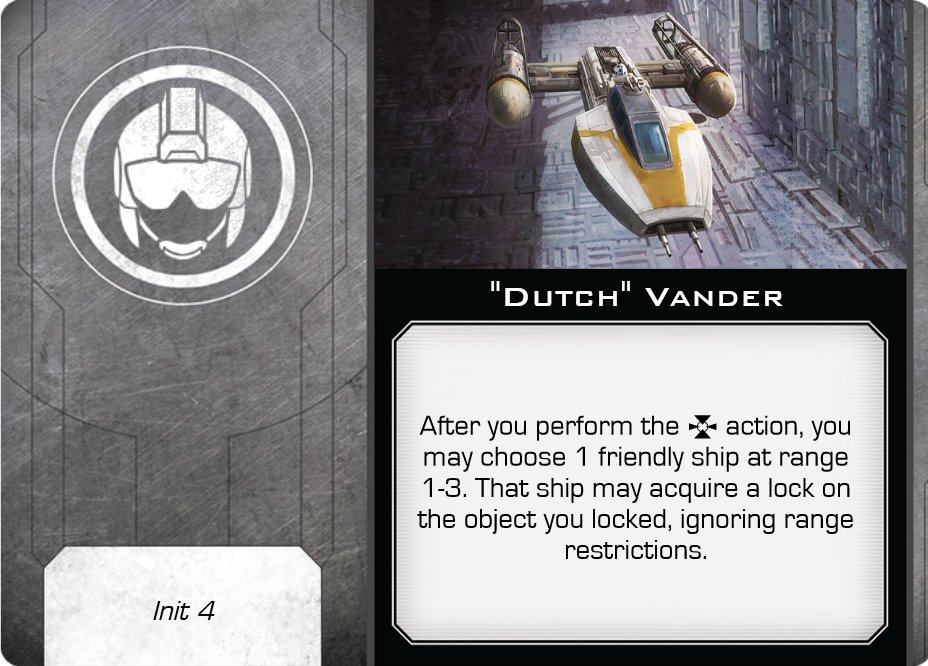 "Dutch" Vander
After you perform the action, you
may choose 1 friendly ship at range
1-3. That ship may acquire a lock on
the object you locked, ignoring range
restrictions.
Init 4